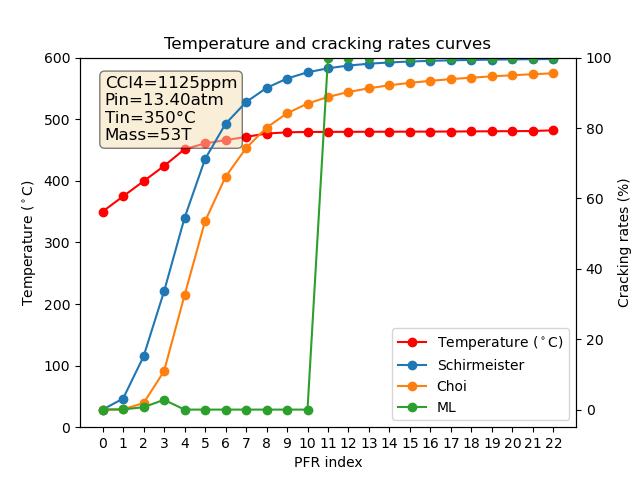 Temperature and cracking rates curves
CCl4=1125ppm
Pin=13.40atm
Tin=350°C
Mass=53T
Temperature (°C)
600
500
400
300
200
100
0
100
80
60
40
20
0
Cracking rates (%)
Temperature (°C)
Schirmeister
Choi
ML
0 1 2 3 4 5 6 7 8 9 10 11 12 13 14 15 16 17 18 19 20 21 22
PFR index